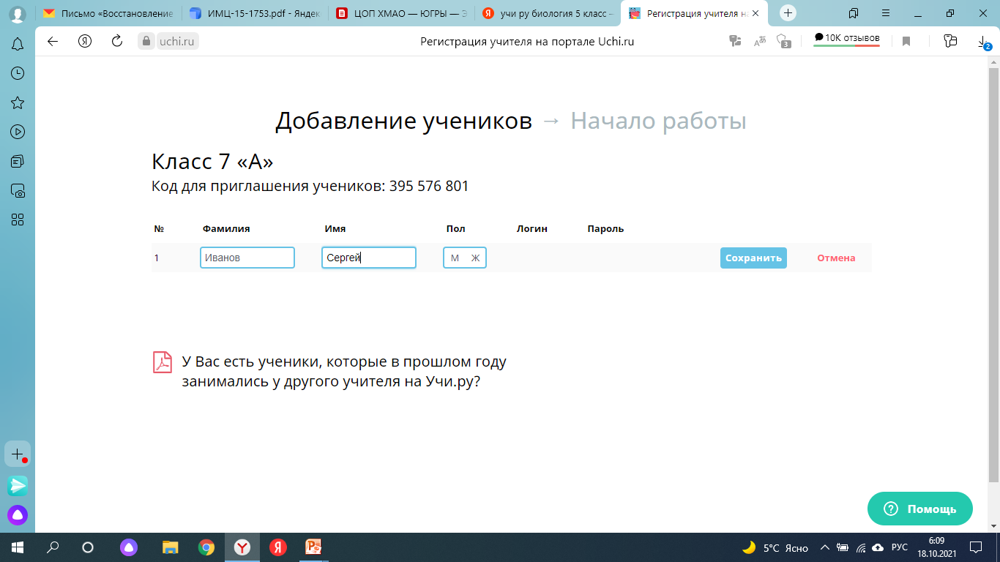 Письмо «Восстановление
ИМЦ-15-1753.pdf - Яндек
ЦОП ХМАО — ЮГРЫ — Э
учи ру биология 5 класс –
Регистрация учителя на
uchi.ru
Регистрация учителя на портале Uchi.ru
3
10K отзывов
2
Добавление учеников → Начало работы
Класс 7 «А»
Код для приглашения учеников: 395 576 801
№ Фамилия Имя Пол Логин Пароль
1 Иванов Сергей М Ж Сохранить Отмена
У Вас есть ученики, которые в прошлом году
занимались у другого учителя на Учи.ру?
Помощь
5°C Ясно
РУС
6:09
18.10.2021